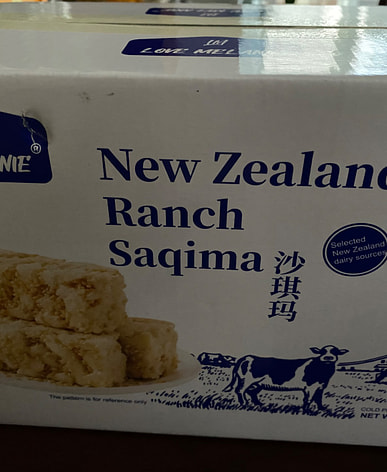 LOVE MELAN
NIE®
New Zealand
Ranch
Saqima
沙琪玛
Selected
New Zealand
dairy sources
The pattern is for reference only
NET W